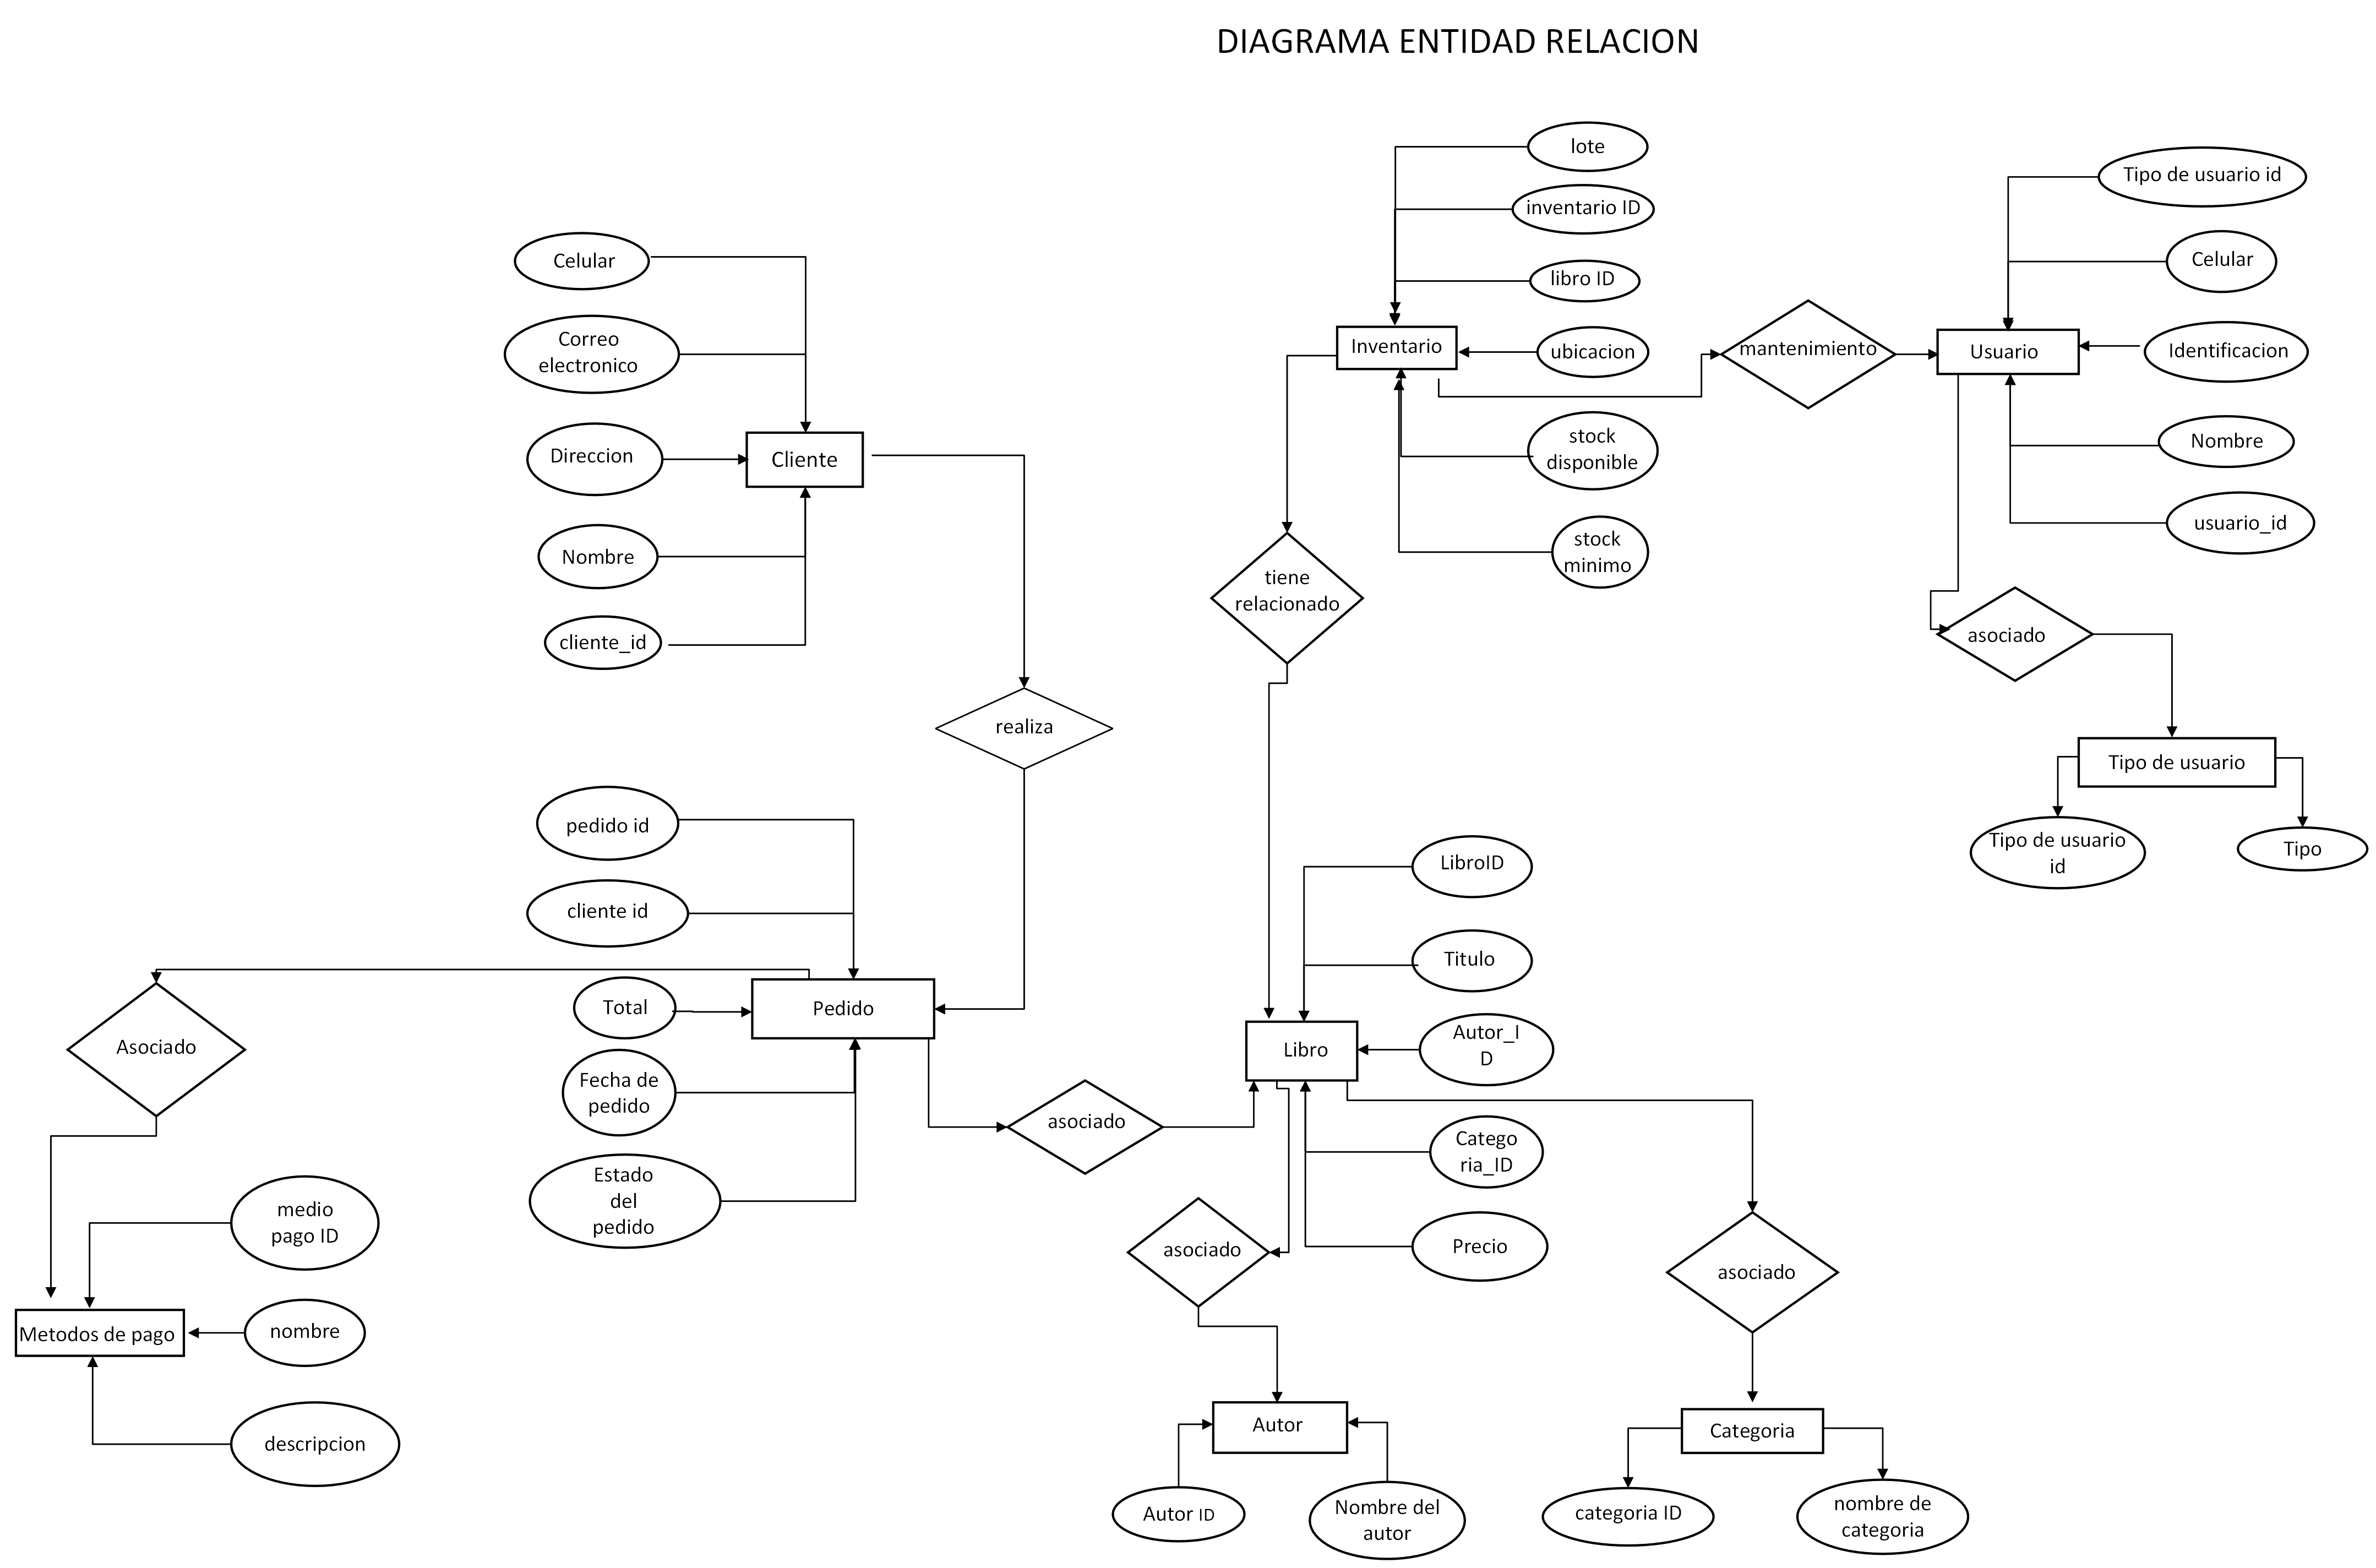 DIAGRAMA ENTIDAD RELACION
lote
Tipo de usuario id
inventario ID
Celular
Celular
libro ID
Correo
electronico
Inventario
ubicacion
mantenimiento
Usuario
Identificacion
Direccion
Cliente
stock
disponible
Nombre
Nombre
stock
minimo
usuario_id
tiene
relacionado
cliente_id
asociado
realiza
Tipo de usuario
pedido id
Tipo de usuario
id
Tipo
LibroID
cliente id
Titulo
Total
Pedido
Asociado
Libro
Autor_I
D
Fecha de
pedido
asociado
Catego
ria_ID
Estado
del
pedido
medio
pago ID
asociado
Precio
asociado
Metodos de pago
nombre
descripcion
Autor
Categoria
Autor ID
Nombre del
autor
categoria ID
nombre de
categoria